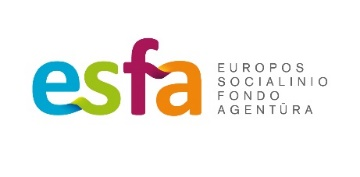 esfa
EUROPOS
SOCIALINIO
FONDO
AGENTŪRA